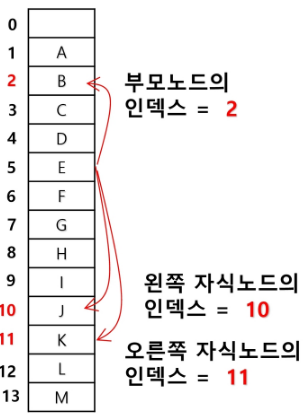 0
1 A
2 B
3 C
4 D
5 E
6 F
7 G
8 H
9 I
10 J
11 K
12 L
13 M
부모노드의
인덱스 = 2
왼쪽 자식노드의
인덱스 = 10
오른쪽 자식노드의
인덱스 = 11